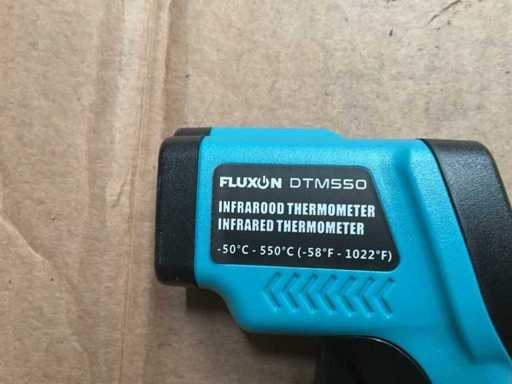 FLUXON DTM550
INFRAROOD THERMOMETER
INFRARED THERMOMETER
-50°C - 550°C (-58°F - 1022°F)